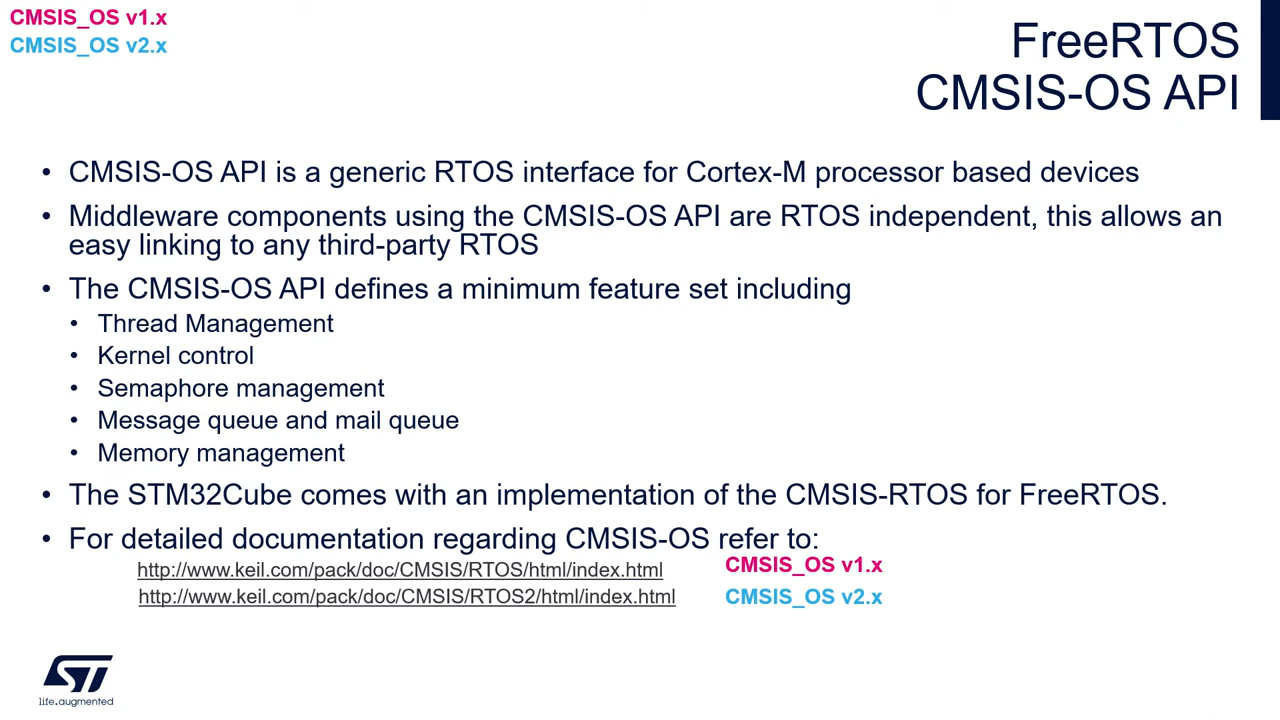 CMSIS_OS v1.x
CMSIS_OS v2.x
FreeRTOS
CMSIS-OS API
• CMSIS-OS API is a generic RTOS interface for Cortex-M processor based devices
• Middleware components using the CMSIS-OS API are RTOS independent, this allows an
easy linking to any third-party RTOS
• The CMSIS-OS API defines a minimum feature set including
• Thread Management
• Kernel control
• Semaphore management
• Message queue and mail queue
• Memory management
• The STM32Cube comes with an implementation of the CMSIS-RTOS for FreeRTOS.
• For detailed documentation regarding CMSIS-OS refer to:
http://www.keil.com/pack/doc/CMSIS/RTOS/html/index.html CMSIS_OS v1.x
http://www.keil.com/pack/doc/CMSIS/RTOS2/html/index.html CMSIS_OS v2.x
ST
life.augmented